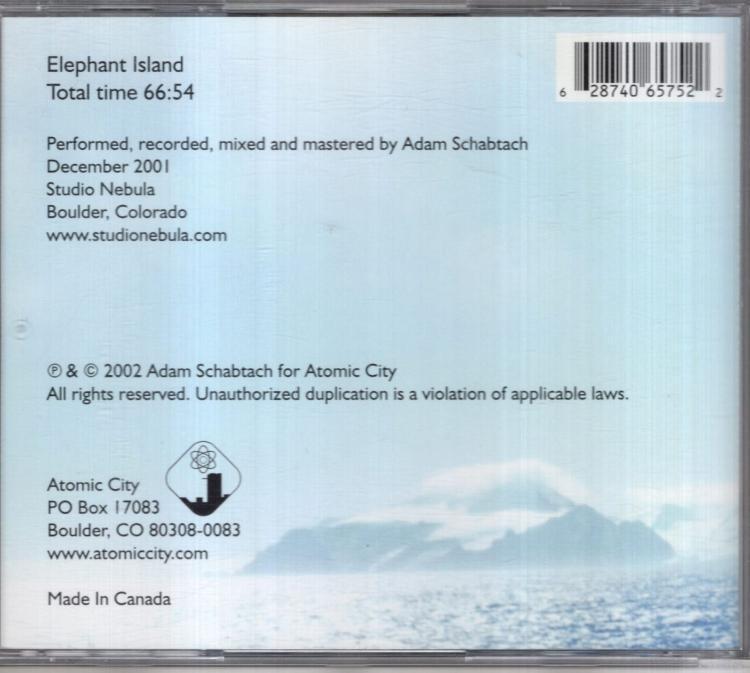 Elephant Island
Total time 66:54
6 28740 65752 2
Performed, recorded, mixed and mastered by Adam Schabtach
December 2001
Studio Nebula
Boulder, Colorado
www.studionebula.com
℗ & © 2002 Adam Schabtach for Atomic City
All rights reserved. Unauthorized duplication is a violation of applicable laws.
Atomic City
PO Box 17083
Boulder, CO 80308-0083
www.atomiccity.com
Made In Canada